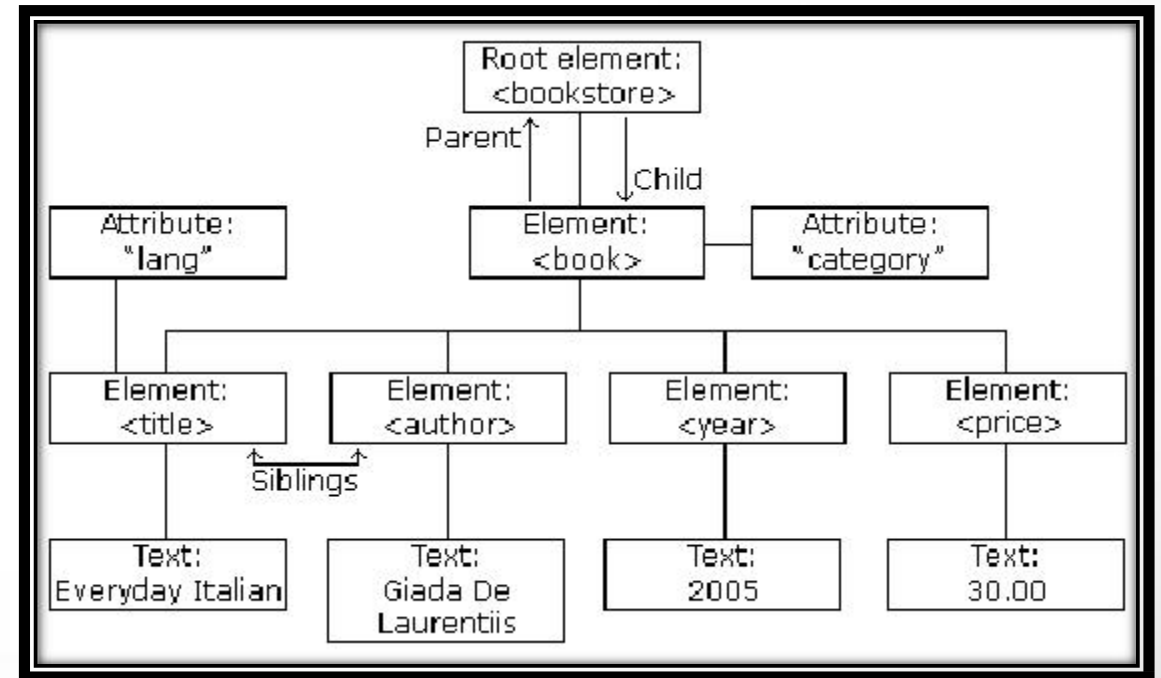 Root element:
<bookstore>
Parent
Child
Attribute:
"lang"
Element:
<book>
Attribute:
"category"
Element:
<title>
Element:
<author>
Element:
<year>
Element:
<price>
Siblings
Text:
Everyday Italian
Text:
Giada De
Laurentiis
Text:
2005
Text:
30.00